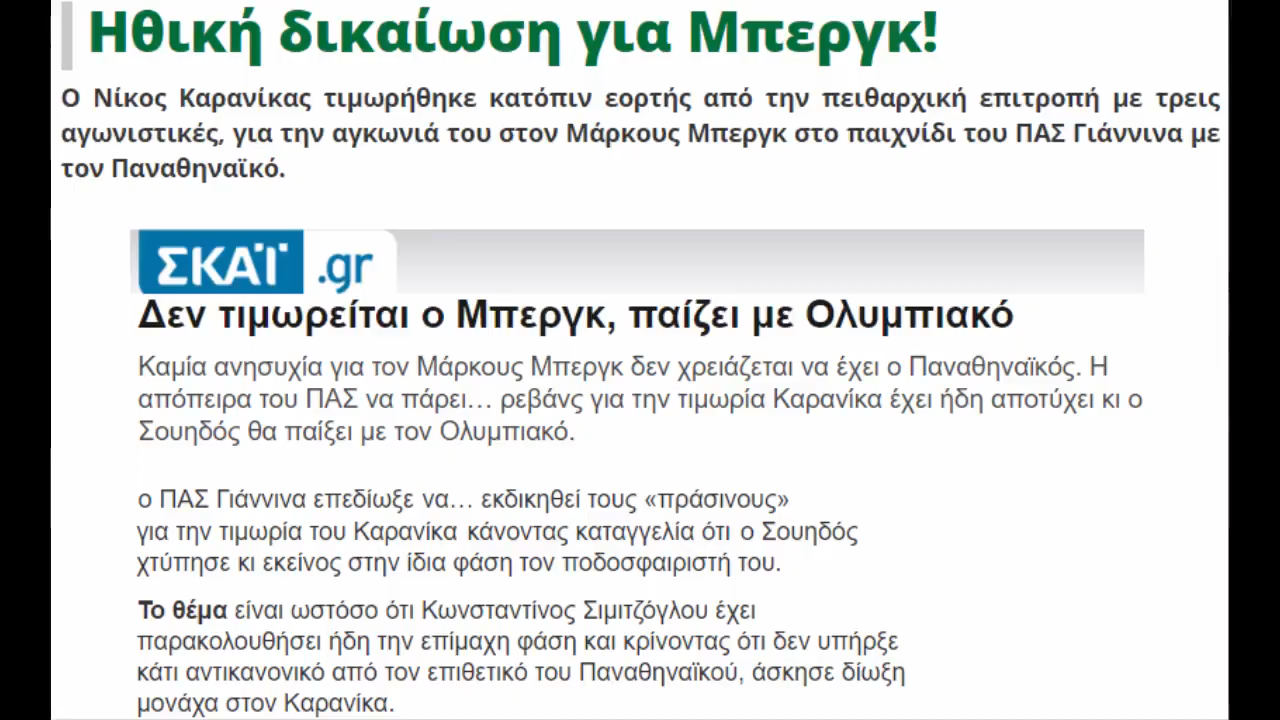 Ηθική δικαίωση για Μπεργκ!
Ο Νίκος Καρανίκας τιμωρήθηκε κατόπιν εορτής από την πειθαρχική επιτροπή με τρεις
αγωνιστικές, για την αγκωνιά του στον Μάρκους Μπεργκ στο παιχνίδι του ΠΑΣ Γιάννινα με
τον Παναθηναϊκό.
ΣΚΑΪ .gr
Δεν τιμωρείται ο Μπεργκ, παίζει με Ολυμπιακό
Καμία ανησυχία για τον Μάρκους Μπεργκ δεν χρειάζεται να έχει ο Παναθηναϊκός. Η
απόπειρα του ΠΑΣ να πάρει… ρεβάνς για την τιμωρία Καρανίκα έχει ήδη αποτύχει κι ο
Σουηδός θα παίξει με τον Ολυμπιακό.
ο ΠΑΣ Γιάννινα επεδίωξε να… εκδικηθεί τους «πράσινους»
για την τιμωρία του Καρανίκα κάνοντας καταγγελία ότι ο Σουηδός
χτύπησε κι εκείνος στην ίδια φάση τον ποδοσφαιριστή του.
Το θέμα είναι ωστόσο ότι Κωνσταντίνος Σιμιτζόγλου έχει
παρακολουθήσει ήδη την επίμαχη φάση και κρίνοντας ότι δεν υπήρξε
κάτι αντικανονικό από τον επιθετικό του Παναθηναϊκού, άσκησε δίωξη
μονάχα στον Καρανίκα.